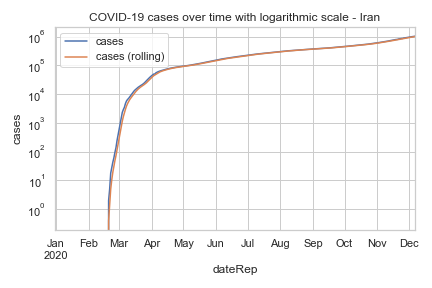 COVID-19 cases over time with logarithmic scale - Iran
cases
cases (rolling)
10⁶
10⁵
10⁴
10³
10²
10¹
10⁰
cases
Jan Feb Mar Apr May Jun Jul Aug Sep Oct Nov Dec
2020
dateRep